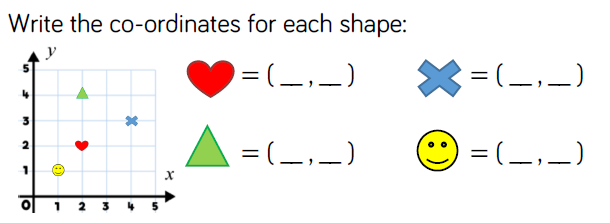 Write the co-ordinates for each shape:
y
5
4
3
2
1
0 1 2 3 4 5
x
= (__,__)
= (__,__)
= (__,__)
= (__,__)